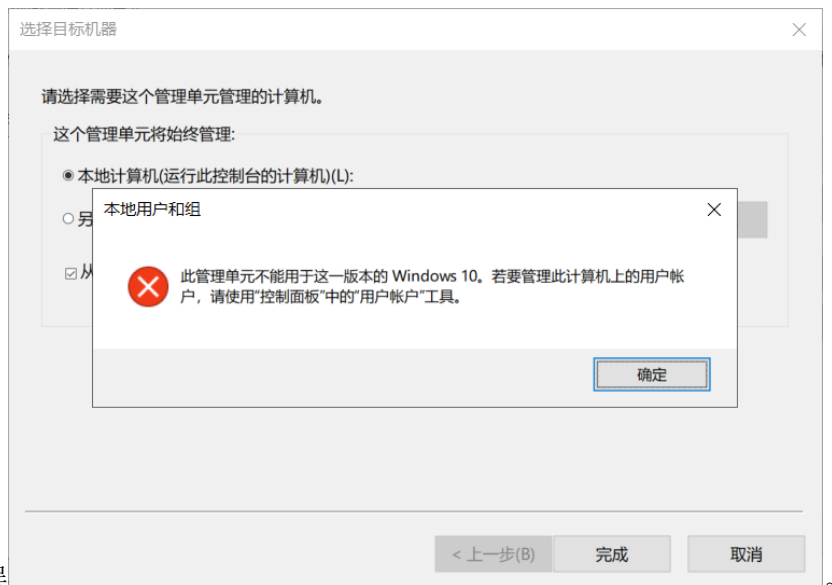 选择目标机器
请选择需要这个管理单元管理的计算机。
这个管理单元将始终管理:
本地计算机(运行此控制台的计算机)(L):
另
从
本地用户和组
此管理单元不能用于这一版本的 Windows 10。若要管理此计算机上的用户帐
户，请使用"控制面板"中的"用户帐户"工具。
确定
< 上一步(B)
完成
取消